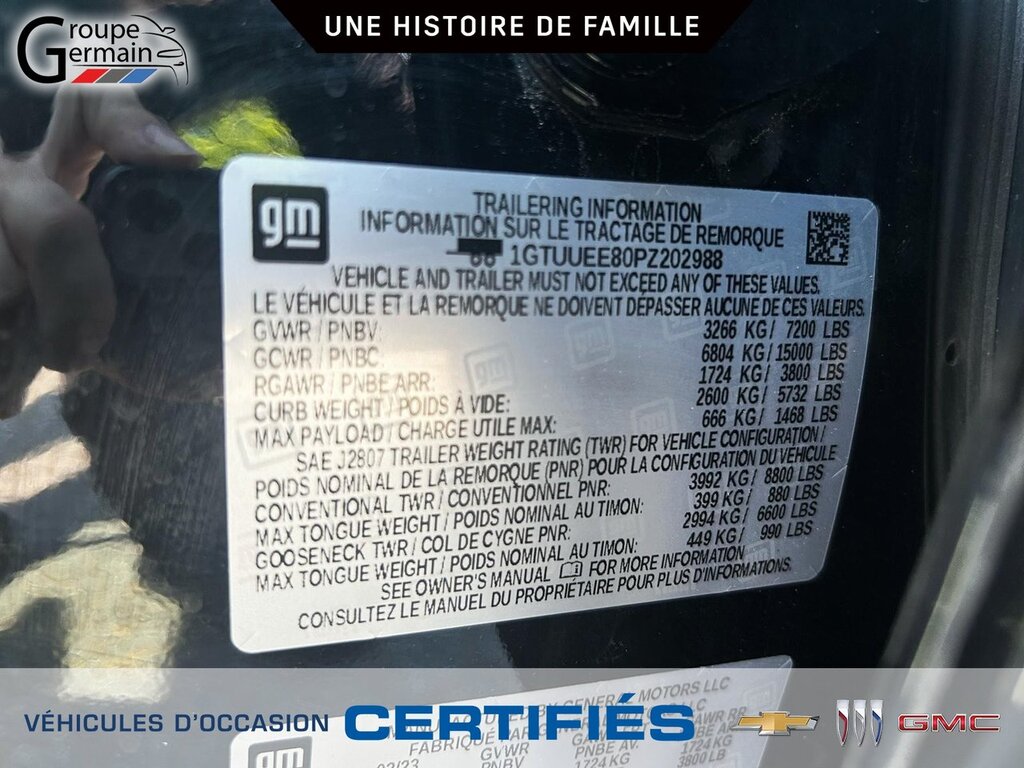 Groupe
Germain
UNE HISTOIRE DE FAMILLE
gm
TRAILERING INFORMATION
INFORMATION SUR LE TRACTAGE DE REMORQUE
1GTUUEE80PZ202988
VEHICLE AND TRAILER MUST NOT EXCEED ANY OF THESE VALUES.
LE VÉHICULE ET LA REMORQUE NE DOIVENT DÉPASSER AUCUNE DE CES VALEURS.
GVWR / PNBV: 3266 KG / 7200 LBS
GCWR / PNBC: 6804 KG / 15000 LBS
RGAWR / PNBE ARR: 1724 KG / 3800 LBS
CURB WEIGHT / POIDS À VIDE: 2600 KG / 5732 LBS
MAX PAYLOAD / CHARGE UTILE MAX: 666 KG / 1468 LBS
SAE J2807 TRAILER WEIGHT RATING (TWR) FOR VEHICLE CONFIGURATION /
POIDS NOMINAL DE LA REMORQUE (PNR) POUR LA CONFIGURATION DU VÉHICULE
CONVENTIONAL TWR / CONVENTIONNEL PNR: 3992 KG / 8800 LBS
MAX TONGUE WEIGHT / POIDS NOMINAL AU TIMON: 399 KG / 880 LBS
GOOSENECK TWR / COL DE CYGNE PNR: 2994 KG / 6600 LBS
MAX TONGUE WEIGHT / POIDS NOMINAL AU TIMON: 449 KG / 990 LBS
SEE OWNER'S MANUAL FOR MORE INFORMATION
CONSULTEZ LE MANUEL DU PROPRIÉTAIRE POUR PLUS D'INFORMATIONS.
BY GENERAL MOTORS LLC
FABRIQUÉ PAR
gm
GVWR
PNBV
PNBE AV.
1724 KG
3800 LB
VÉHICULES D'OCCASION CERTIFIÉS
GMC